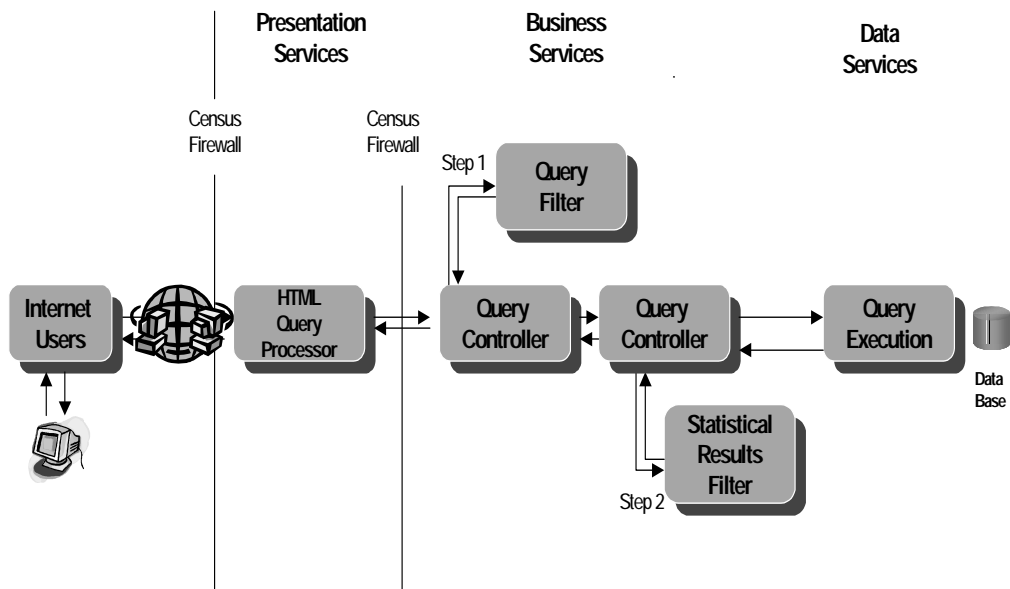 Presentation
Services
Business
Services
Data
Services
Census
Firewall
Census
Firewall
Step 1
Query
Filter
Internet
Users
HTML
Query
Processor
Query
Controller
Query
Controller
Query
Execution
Data
Base
Statistical
Results
Filter
Step 2